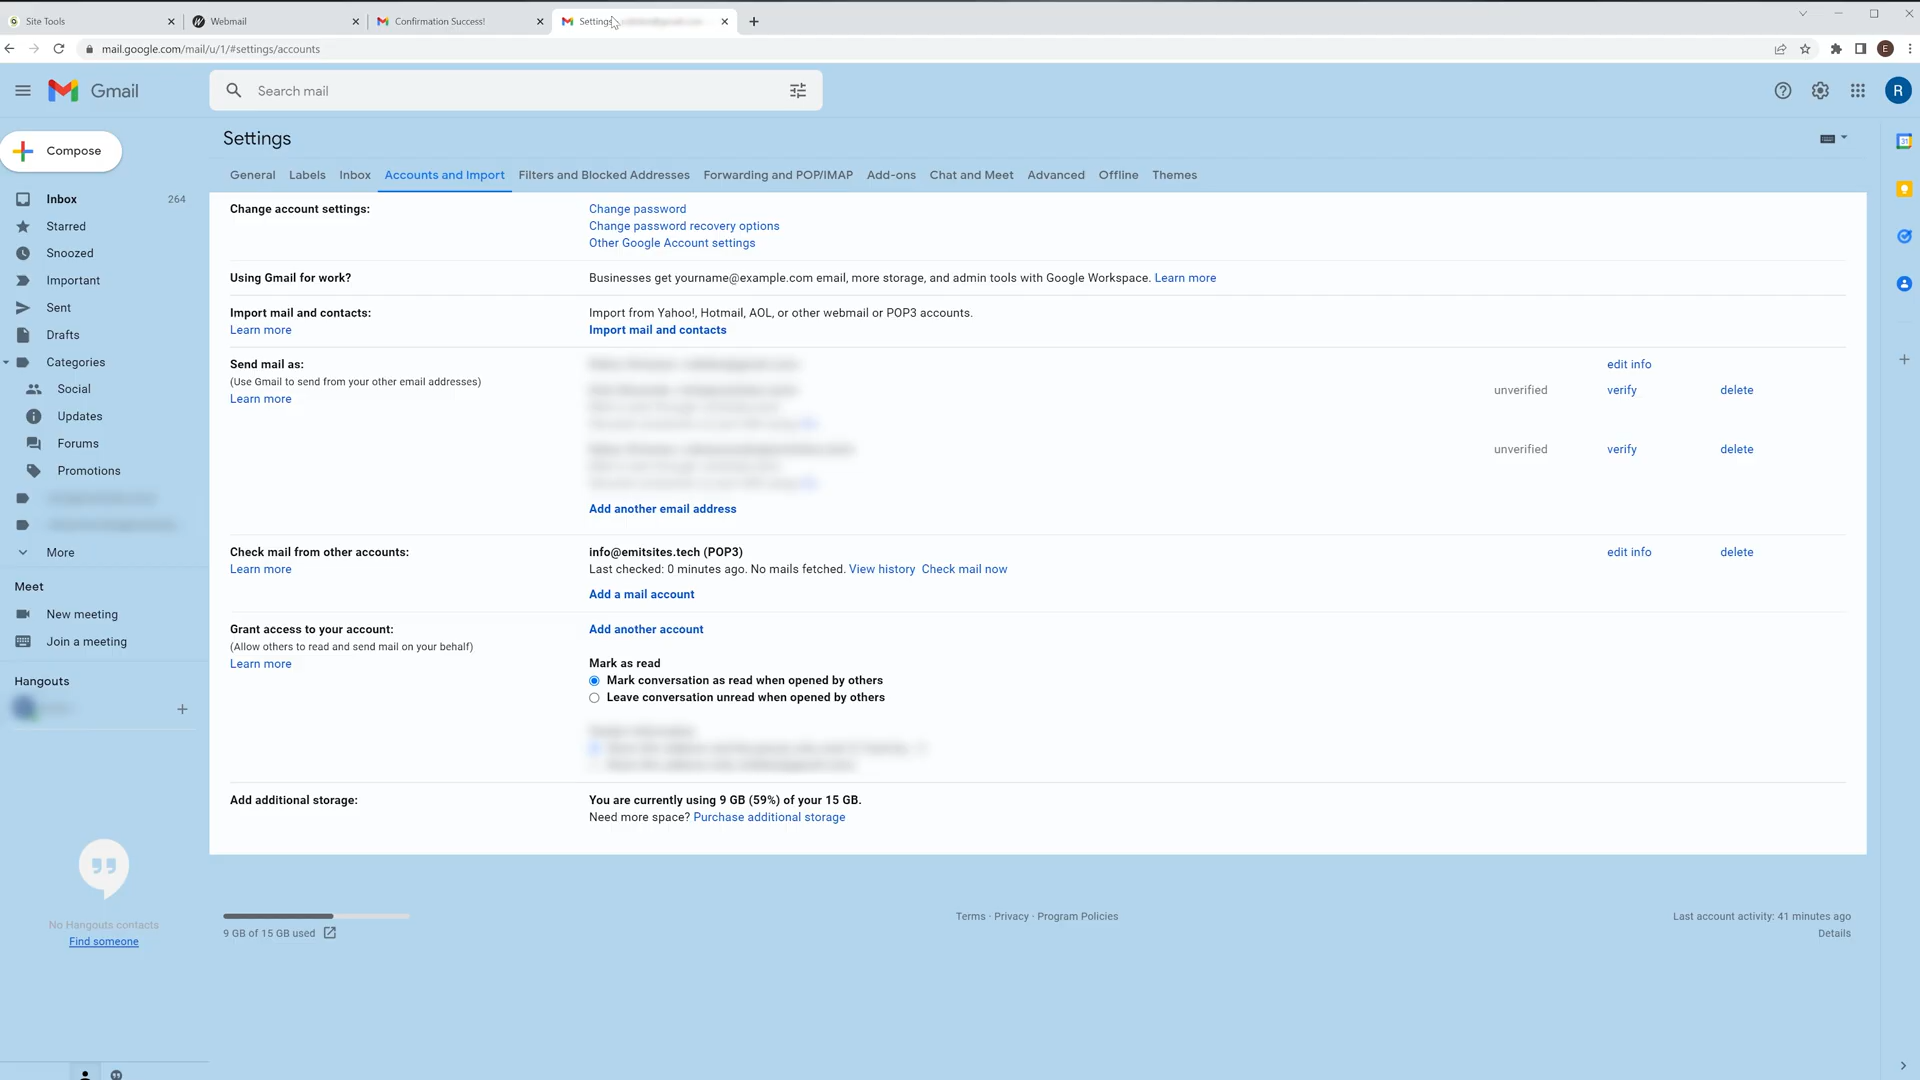 Site Tools
Webmail
Confirmation Success!
Settings
mail.google.com/mail/u/1/#settings/accounts
E
Gmail
Search mail
R
Compose
Inbox 264
Starred
Snoozed
Important
Sent
Drafts
Categories
Social
Updates
Forums
Promotions
More
Meet
New meeting
Join a meeting
Hangouts
No Hangouts contacts
Find someone
Settings
General Labels Inbox Accounts and Import Filters and Blocked Addresses Forwarding and POP/IMAP Add-ons Chat and Meet Advanced Offline Themes
Change account settings:
Change password
Change password recovery options
Other Google Account settings
Using Gmail for work?
Businesses get yourname@example.com email, more storage, and admin tools with Google Workspace. Learn more
Import mail and contacts:
Learn more
Import from Yahoo!, Hotmail, AOL, or other webmail or POP3 accounts.
Import mail and contacts
Send mail as:
(Use Gmail to send from your other email addresses)
Learn more
edit info
unverified verify delete
unverified verify delete
Add another email address
Check mail from other accounts:
Learn more
info@emitsites.tech (POP3)
Last checked: 0 minutes ago. No mails fetched. View history Check mail now
edit info delete
Add a mail account
Grant access to your account:
(Allow others to read and send mail on your behalf)
Learn more
Add another account
Mark as read
Mark conversation as read when opened by others
Leave conversation unread when opened by others
Add additional storage:
You are currently using 9 GB (59%) of your 15 GB.
Need more space? Purchase additional storage
9 GB of 15 GB used
Terms · Privacy · Program Policies
Last account activity: 41 minutes ago
Details